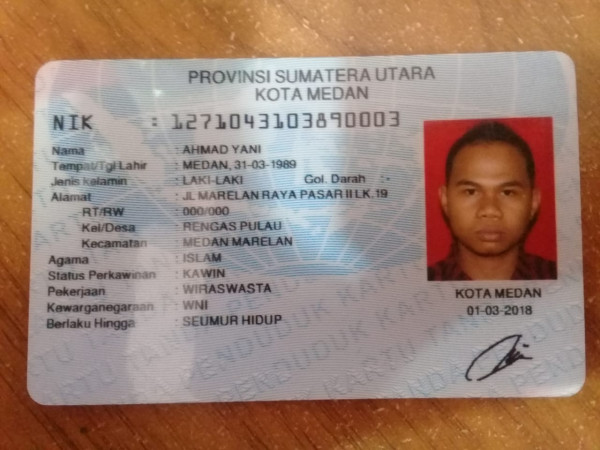 PROVINSI SUMATERA UTARA
KOTA MEDAN
NIK : 1271043103890003
Nama : AHMAD YANI
Tempat/Tgl Lahir : MEDAN, 31-03-1989
Jenis kelamin : LAKI-LAKI Gol. Darah :-
Alamat : JL MARELAN RAYA PASAR II LK.19
RT/RW : 000/000
Kel/Desa : RENGAS PULAU
Kecamatan : MEDAN MARELAN
Agama : ISLAM
Status Perkawinan : KAWIN
Pekerjaan : WIRASWASTA
Kewarganegaraan : WNI
Berlaku Hingga : SEUMUR HIDUP
KOTA MEDAN
01-03-2018